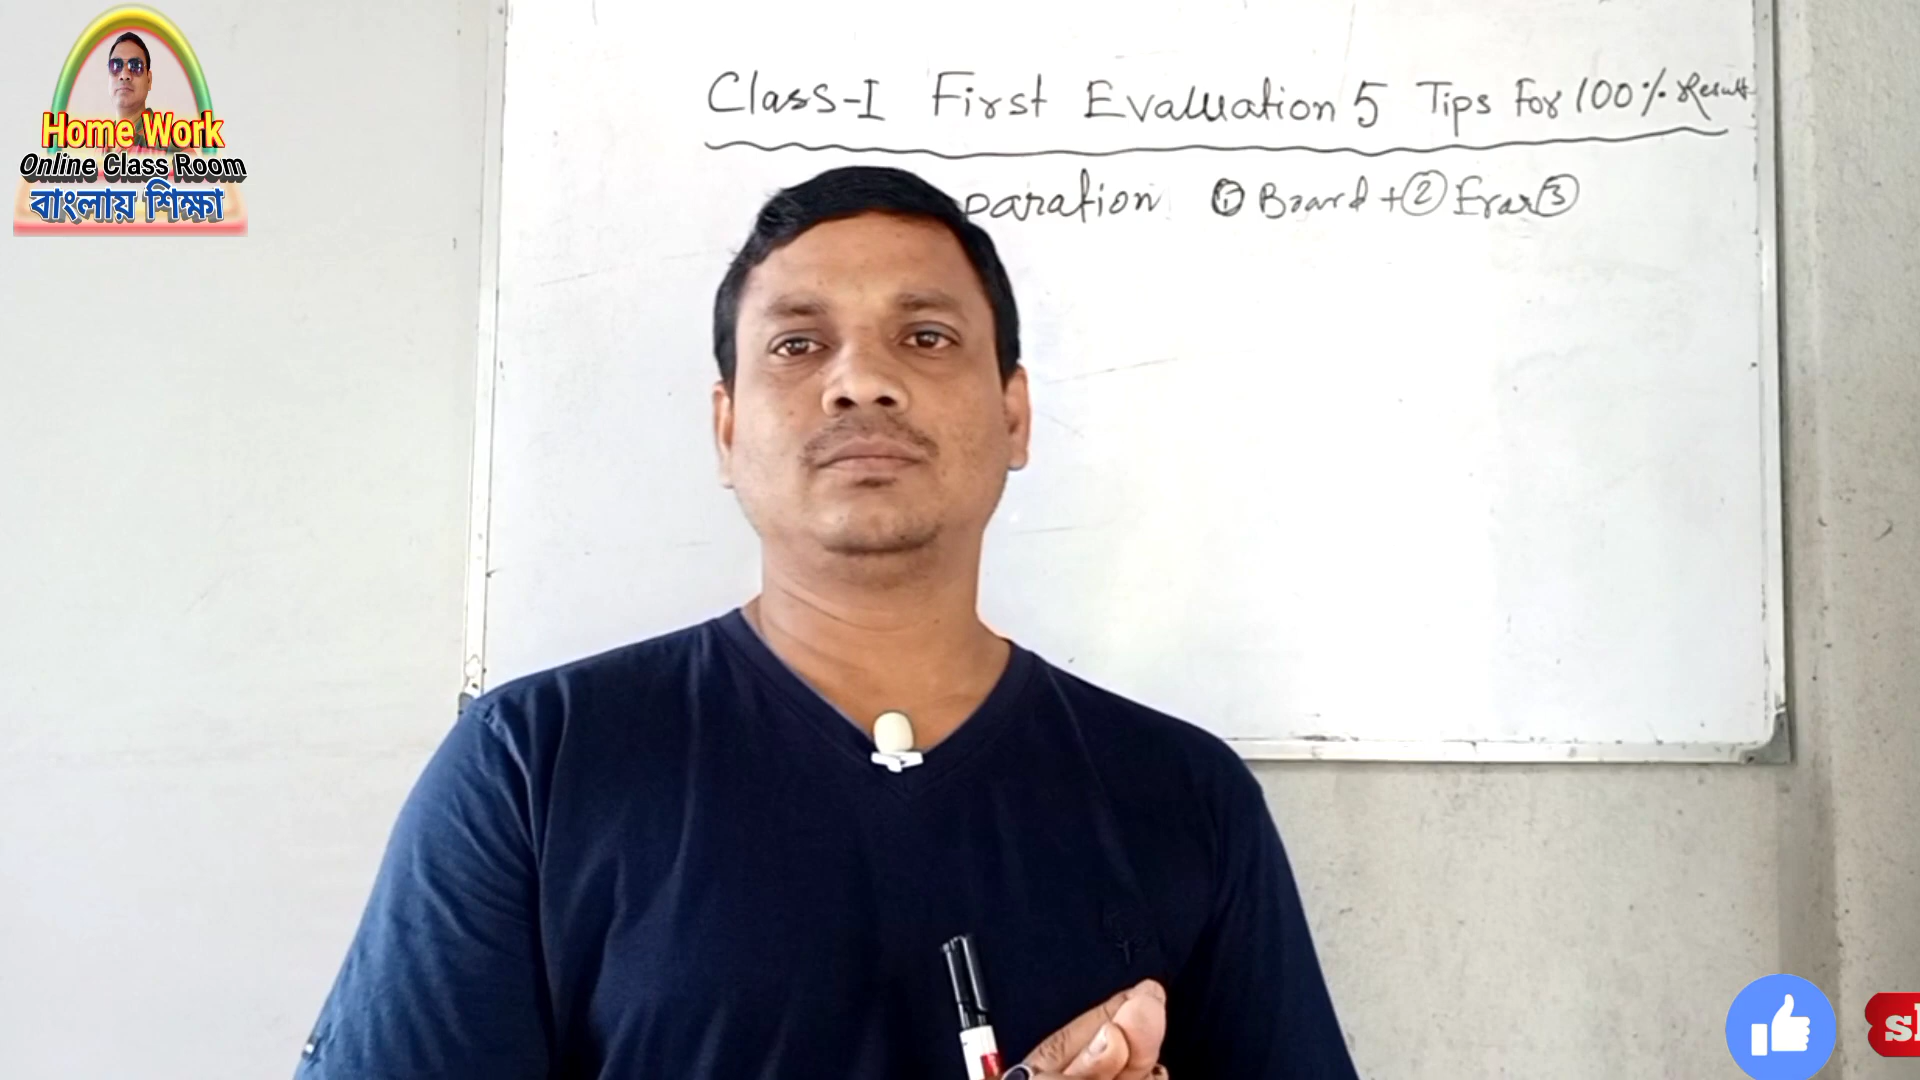 Home Work
Online Class Room
বাংলায় শিক্ষা
Class-I First Evaluation 5 Tips For 100% Result
paration ① Board + ② Erar ③